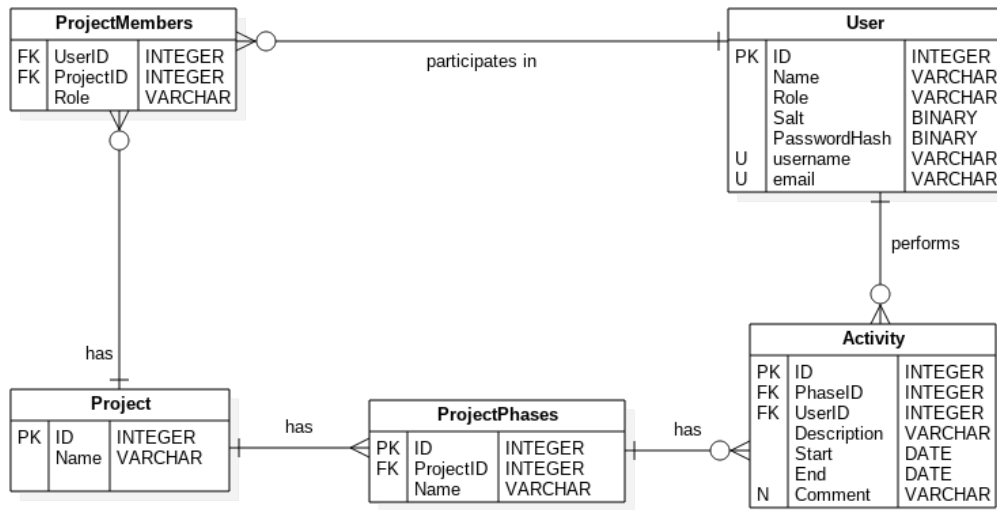 ProjectMembers
FK UserID INTEGER
FK ProjectID INTEGER
Role VARCHAR
participates in
User
PK ID INTEGER
Name VARCHAR
Role VARCHAR
Salt BINARY
PasswordHash BINARY
U username VARCHAR
U email VARCHAR
performs
has
Project
PK ID INTEGER
Name VARCHAR
has
ProjectPhases
PK ID INTEGER
FK ProjectID INTEGER
Name VARCHAR
has
Activity
PK ID INTEGER
FK PhaseID INTEGER
FK UserID INTEGER
Description VARCHAR
Start DATE
End DATE
N Comment VARCHAR